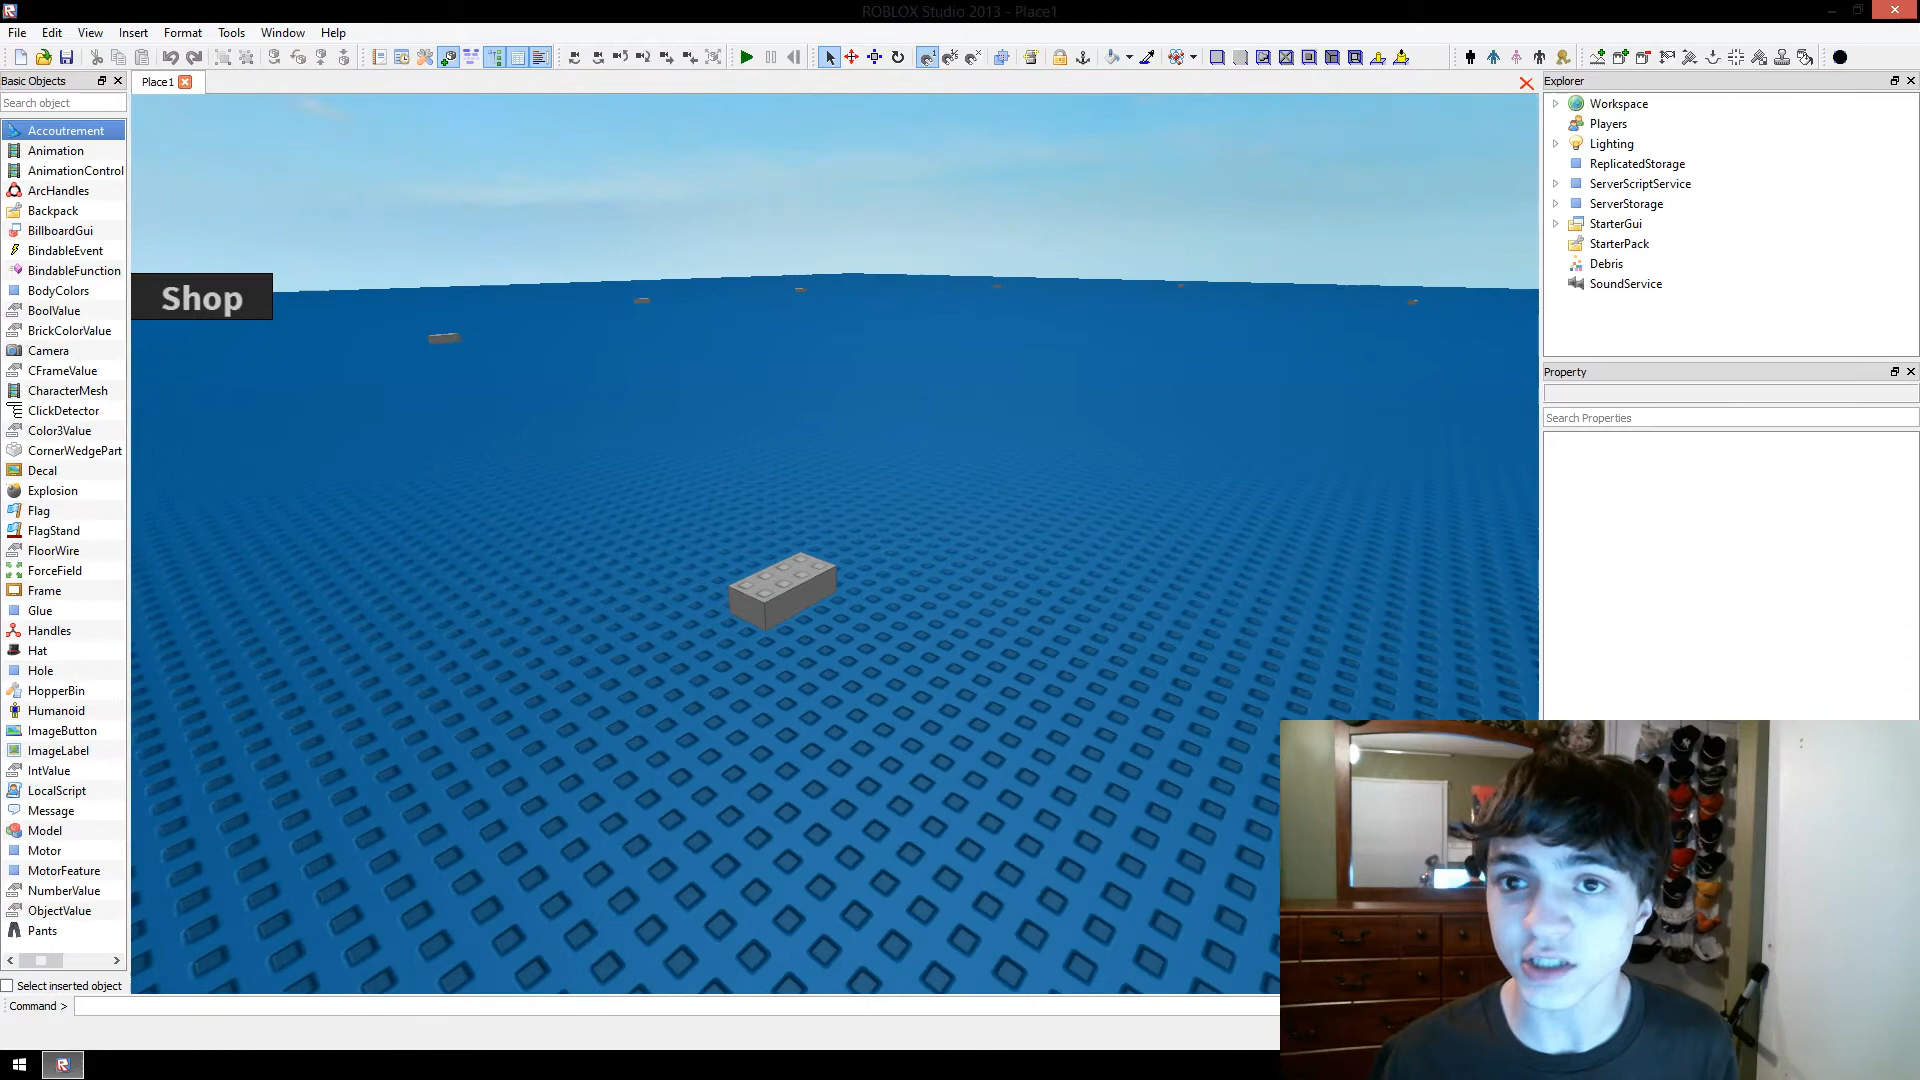 ROBLOX Studio 2013 - Place1
File Edit View Insert Format Tools Window Help
Basic Objects
Place1
Explorer
Search object
Accoutrement
Animation
AnimationControl
ArcHandles
Backpack
BillboardGui
BindableEvent
BindableFunction
BodyColors
BoolValue
BrickColorValue
Camera
CFrameValue
CharacterMesh
ClickDetector
Color3Value
CornerWedgePart
Decal
Explosion
Flag
FlagStand
FloorWire
ForceField
Frame
Glue
Handles
Hat
Hole
HopperBin
Humanoid
ImageButton
ImageLabel
IntValue
LocalScript
Message
Model
Motor
MotorFeature
NumberValue
ObjectValue
Pants
Select inserted object
Command >
Shop
Workspace
Players
Lighting
ReplicatedStorage
ServerScriptService
ServerStorage
StarterGui
StarterPack
Debris
SoundService
Property
Search Properties